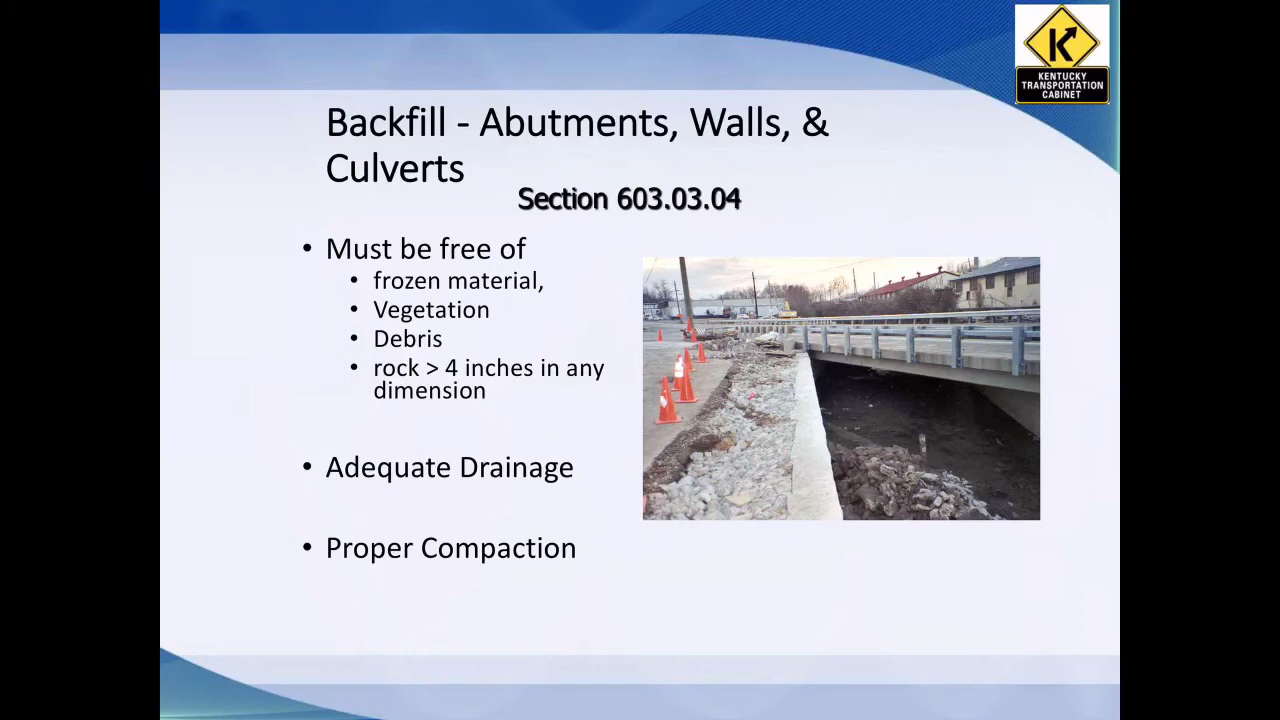 KENTUCKY
TRANSPORTATION
CABINET
Backfill - Abutments, Walls, &
Culverts
Section 603.03.04
• Must be free of
• frozen material,
• Vegetation
• Debris
• rock > 4 inches in any
dimension
• Adequate Drainage
• Proper Compaction